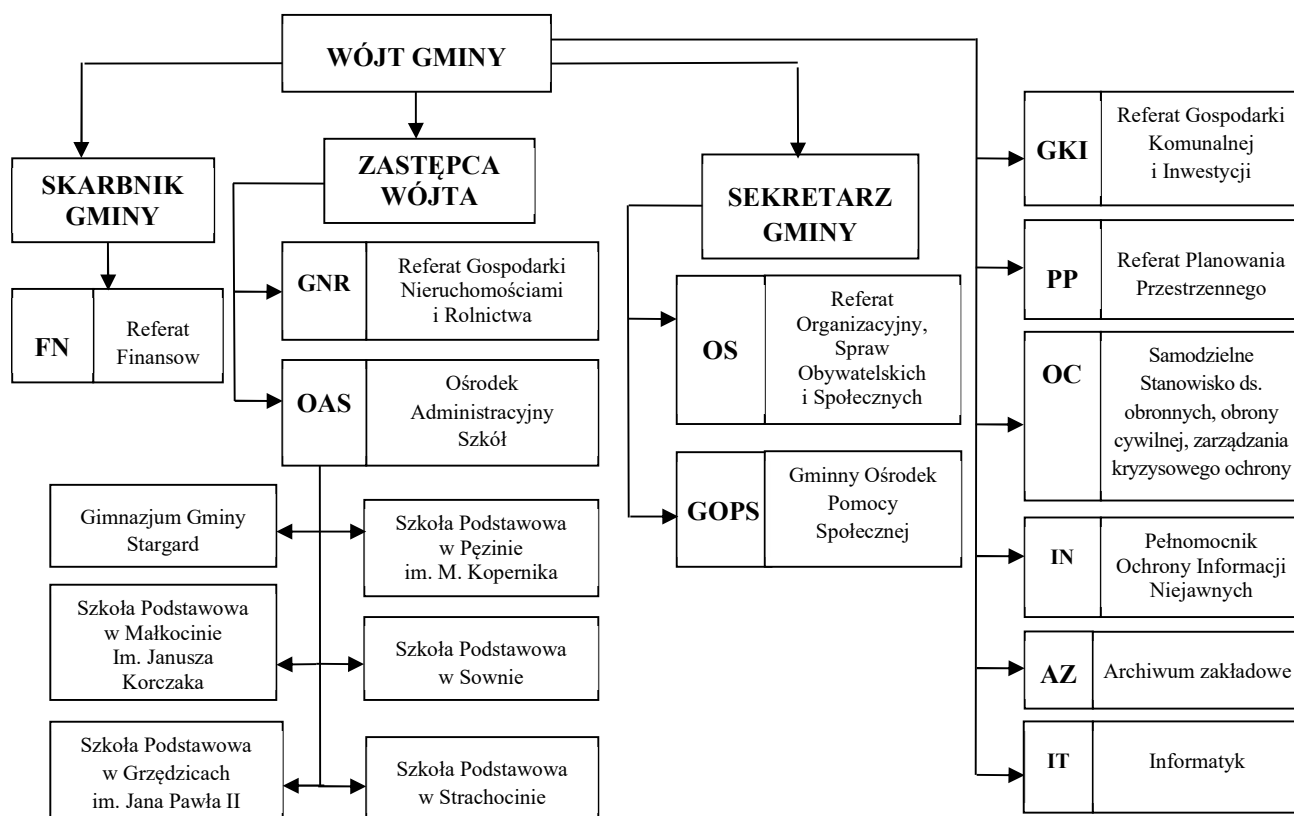 WÓJT GMINY
SKARBNIK
GMINY
FN
Referat
Finansow
ZASTĘPCA
WÓJTA
GNR
Referat Gospodarki
Nieruchomościami
i Rolnictwa
OAS
Ośrodek
Administracyjny
Szkół
Gimnazjum Gminy
Stargard
Szkoła Podstawowa
w Pęzinie
im. M. Kopernika
Szkoła Podstawowa
w Małkocinie
Im. Janusza
Korczaka
Szkoła Podstawowa
w Sownie
Szkoła Podstawowa
w Grzędzicach
im. Jana Pawła II
Szkoła Podstawowa
w Strachocinie
SEKRETARZ
GMINY
OS
Referat
Organizacyjny,
Spraw
Obywatelskich
i Społecznych
GOPS
Gminny Ośrodek
Pomocy
Społecznej
GKI
Referat Gospodarki
Komunalnej
i Inwestycji
PP
Referat Planowania
Przestrzennego
OC
Samodzielne
Stanowisko ds.
obronnych, obrony
cywilnej, zarządzania
kryzysowego ochrony
IN
Pełnomocnik
Ochrony Informacji
Niejawnych
AZ
Archiwum zakładowe
IT
Informatyk